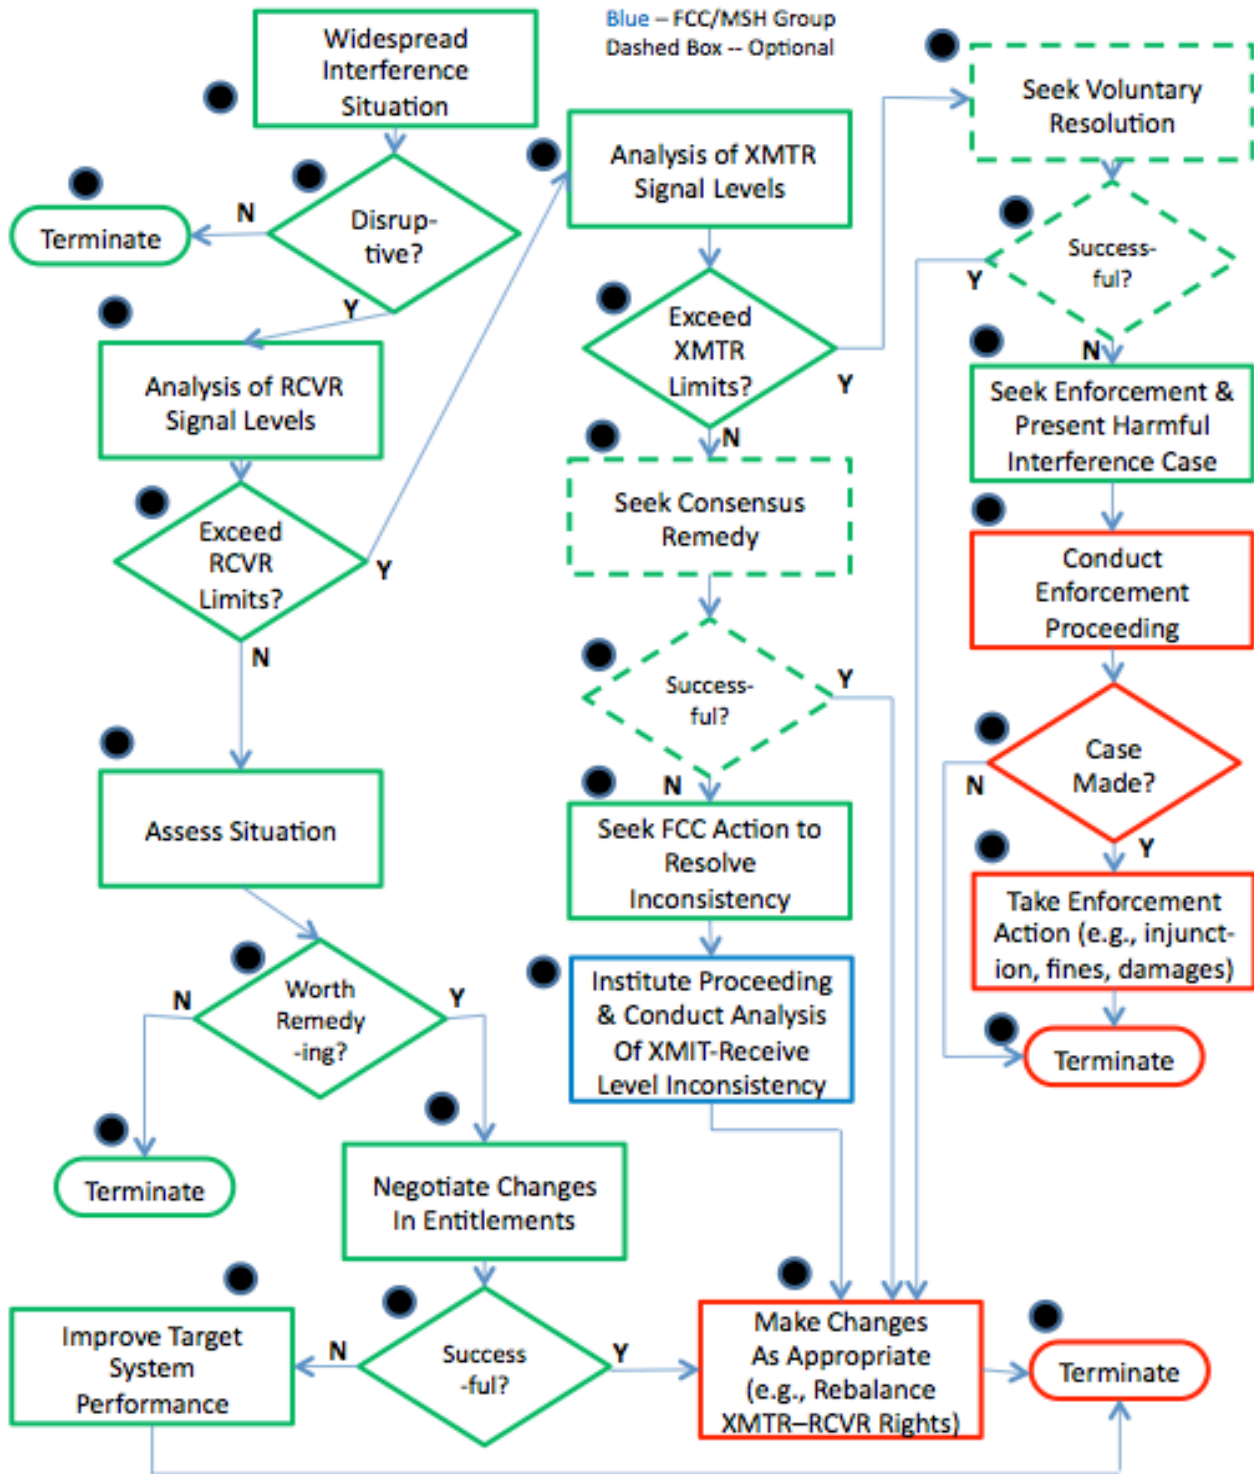 Blue – FCC/MSH Group
Dashed Box -- Optional
Widespread
Interference
Situation
Disrup-
tive?
N
Terminate
Y
Analysis of RCVR
Signal Levels
Exceed
RCVR
Limits?
Y
N
Assess Situation
Worth
Remedy
-ing?
N
Y
Terminate
Negotiate Changes
In Entitlements
Success
-ful?
N
Y
Improve Target
System
Performance
Analysis of XMTR
Signal Levels
Exceed
XMTR
Limits?
Y
N
Seek Consensus
Remedy
Success-
ful?
Y
N
Seek FCC Action to
Resolve
Inconsistency
Institute Proceeding
& Conduct Analysis
Of XMIT-Receive
Level Inconsistency
Make Changes
As Appropriate
(e.g., Rebalance
XMTR–RCVR Rights)
Terminate
Seek Voluntary
Resolution
Success-
ful?
Y
N
Seek Enforcement &
Present Harmful
Interference Case
Conduct
Enforcement
Proceeding
Case
Made?
N
Y
Take Enforcement
Action (e.g., injunct-
ion, fines, damages)
Terminate